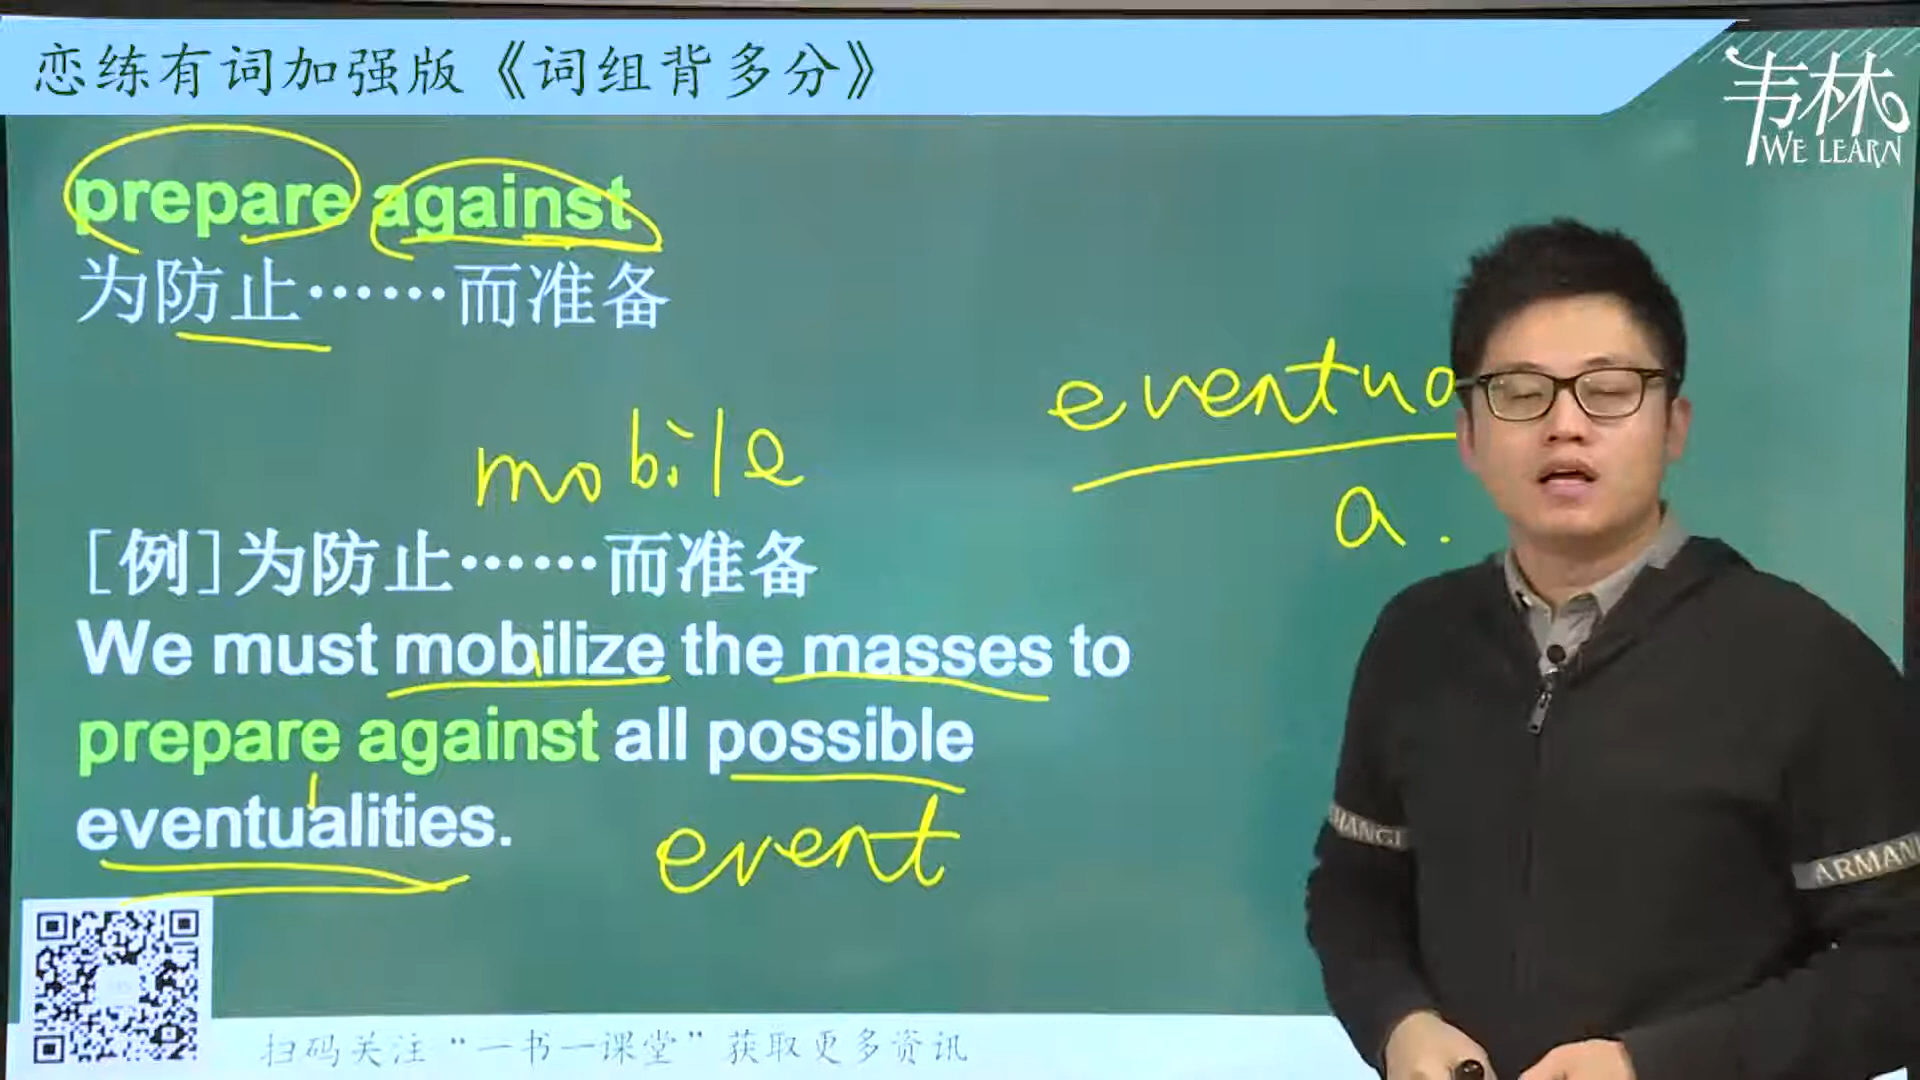 恋练有词加强版《词组背多分》
韦林
WE LEARN
prepare against
为防止……而准备
eventua
mobile
a.
[例]为防止……而准备
We must mobilize the masses to
prepare against all possible
eventualities.
event
ARMANI
扫码关注“一书一课堂”获取更多资讯